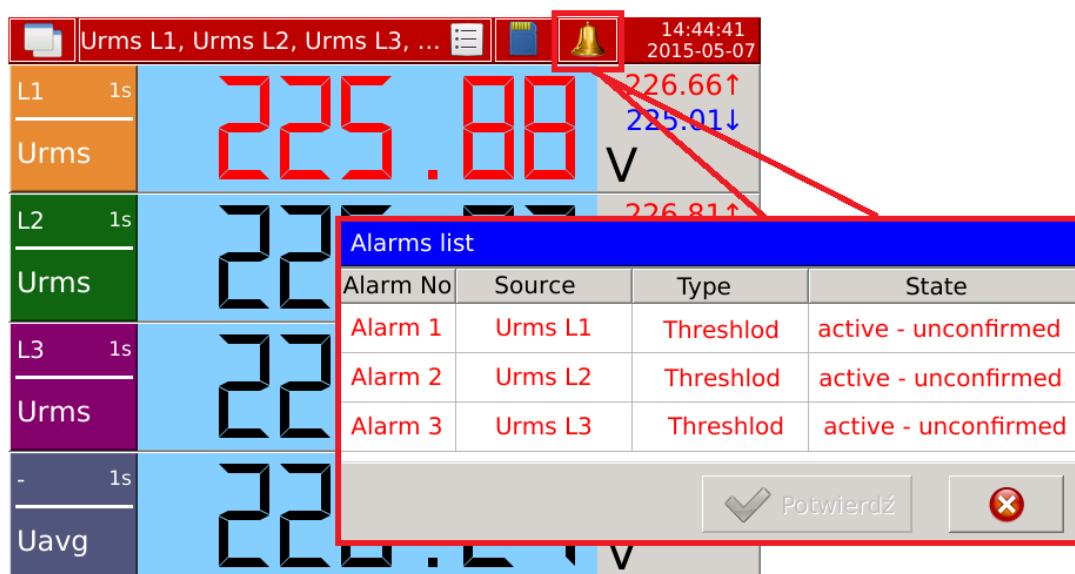 Urms L1, Urms L2, Urms L3, ...
14:44:41
2015-05-07
L1 1s
Urms
225.88
226.66↑
225.01↓
V
L2 1s
Urms
226.81↑
L3 1s
Urms
- 1s
Uavg
V
Alarms list
Alarm No Source Type State
Alarm 1 Urms L1 Threshlod active - unconfirmed
Alarm 2 Urms L2 Threshlod active - unconfirmed
Alarm 3 Urms L3 Threshlod active - unconfirmed
Potwierdź